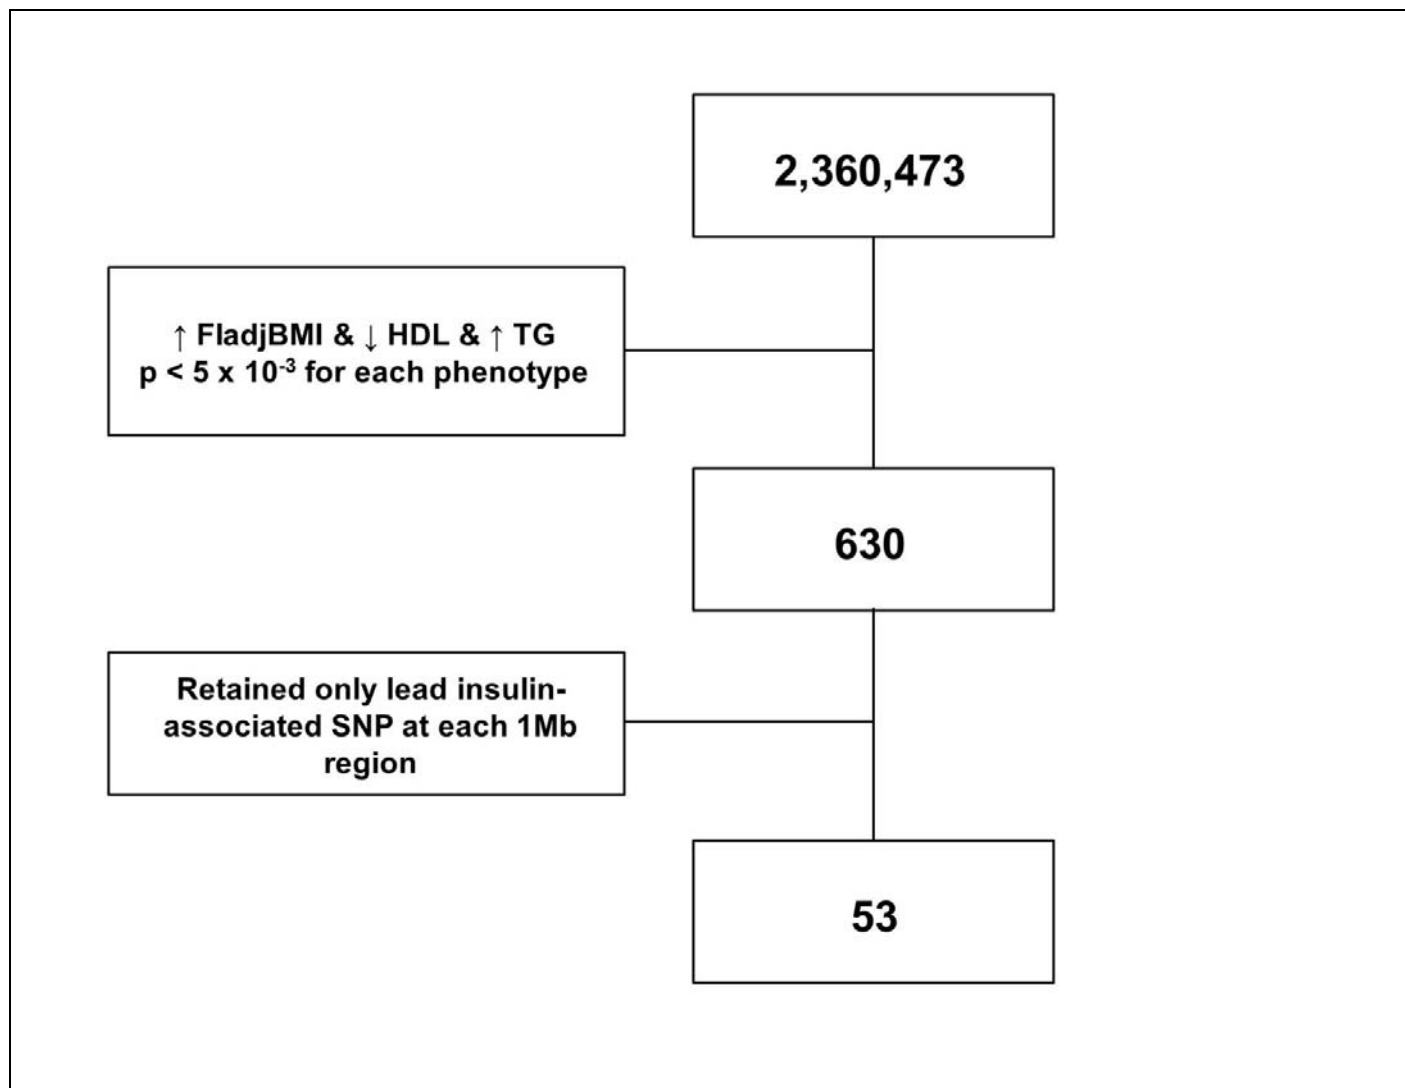 2,360,473
↑ FIadjBMI & ↓ HDL & ↑ TG
p < 5 x 10⁻³ for each phenotype
630
Retained only lead insulin-
associated SNP at each 1Mb
region
53